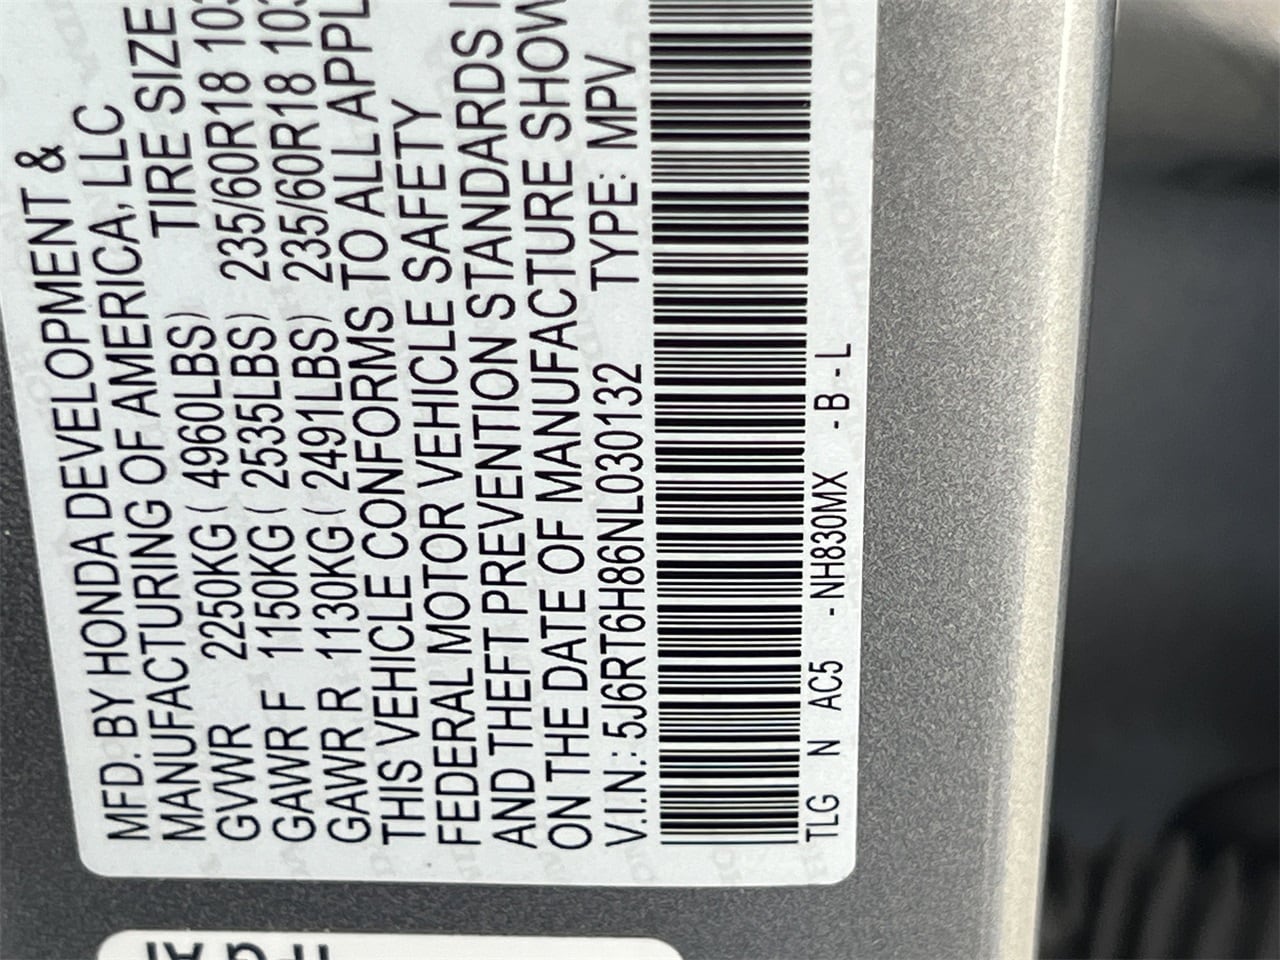 MFD. BY HONDA DEVELOPMENT &
MANUFACTURING OF AMERICA, LLC
TIRE SIZE
GVWR 2250KG ( 4960LBS)
GAWR F 1150KG ( 2535LBS) 235/60R18 103
GAWR R 1130KG ( 2491LBS) 235/60R18 103
THIS VEHICLE CONFORMS TO ALL APPL
FEDERAL MOTOR VEHICLE SAFETY
AND THEFT PREVENTION STANDARDS
ON THE DATE OF MANUFACTURE SHOW
V.I.N.: 5J6RT6H86NL030132 TYPE: MPV
TLG N AC5 -NH830MX -B-L